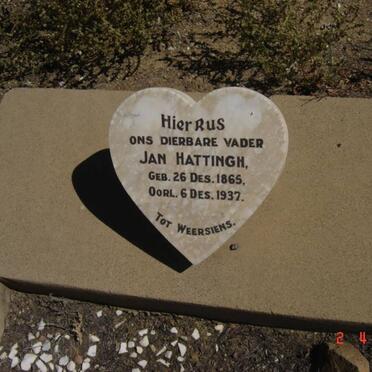 Hier Rus
ons dierbare vader
Jan Hattingh,
Geb. 26 Des. 1865,
Oorl. 6 Des. 1937.
Tot Weersiens.
2 4